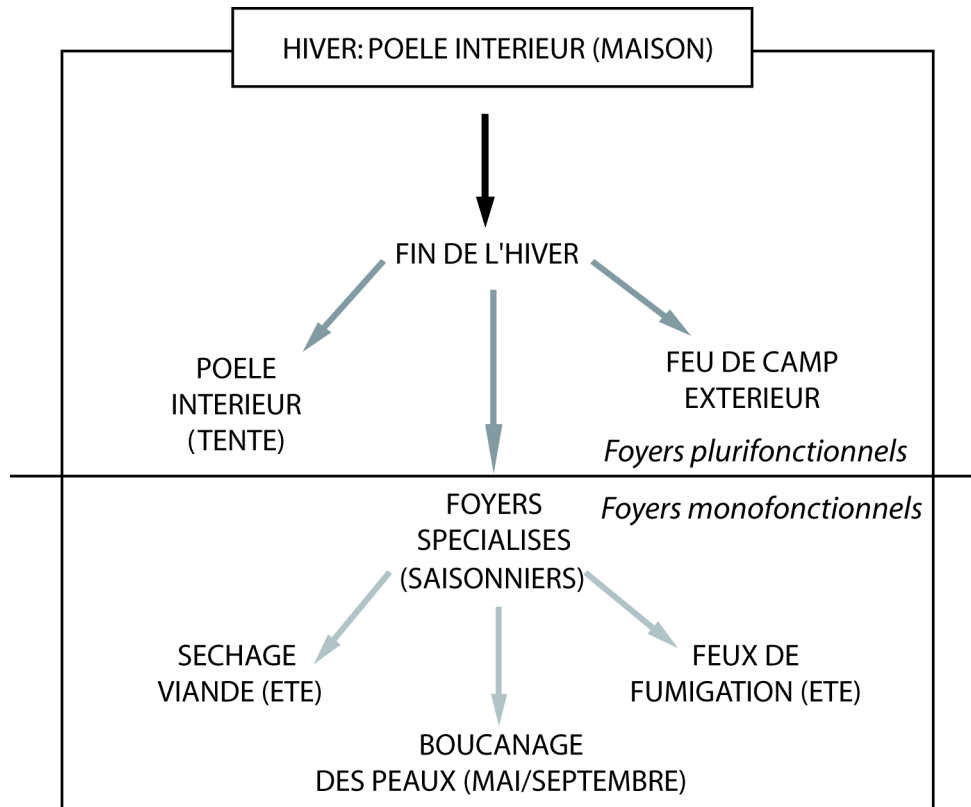 HIVER: POELE INTERIEUR (MAISON)
FIN DE L'HIVER
POELE
INTERIEUR
(TENTE)
FEU DE CAMP
EXTERIEUR
Foyers plurifonctionnels
Foyers monofonctionnels
FOYERS
SPECIALISES
(SAISONNIERS)
SECHAGE
VIANDE (ETE)
FEUX DE
FUMIGATION (ETE)
BOUCANAGE
DES PEAUX (MAI/SEPTEMBRE)